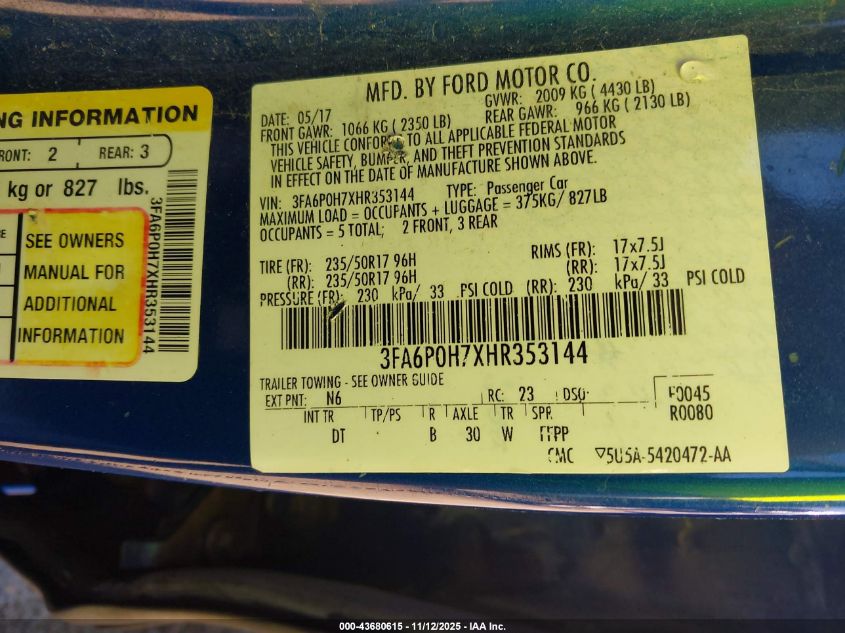 NG INFORMATION
FRONT: 2 REAR: 3
kg or 827 lbs.
SEE OWNERS
MANUAL FOR
ADDITIONAL
INFORMATION
3FA6P0H7XHR353144
MFD. BY FORD MOTOR CO.
DATE: 05/17 GVWR: 2009 KG ( 4430 LB)
FRONT GAWR: 1066 KG ( 2350 LB) REAR GAWR: 966 KG ( 2130 LB)
THIS VEHICLE CONFORMS TO ALL APPLICABLE FEDERAL MOTOR
VEHICLE SAFETY, BUMPER, AND THEFT PREVENTION STANDARDS
IN EFFECT ON THE DATE OF MANUFACTURE SHOWN ABOVE.
VIN: 3FA6P0H7XHR353144 TYPE: Passenger Car
MAXIMUM LOAD = OCCUPANTS + LUGGAGE = 375KG/ 827LB
OCCUPANTS = 5 TOTAL; 2 FRONT, 3 REAR
TIRE (FR): 235/50R17 96H RIMS (FR): 17x7.5J
(RR): 235/50R17 96H (RR): 17x7.5J
PRESSURE (FR): 230 kPa/ 33 PSI COLD (RR): 230 kPa/ 33 PSI COLD
3FA6P0H7XHR353144
TRAILER TOWING - SEE OWNER GUIDE
EXT PNT: N6 RC: 23 DSO: F0045
R0080
INT TR TP/PS R AXLE TR SPR
DT B 30 W FFPP
CMC ▽5U5A-5420472-AA
000-43680615 - 11/12/2025 - IAA Inc.